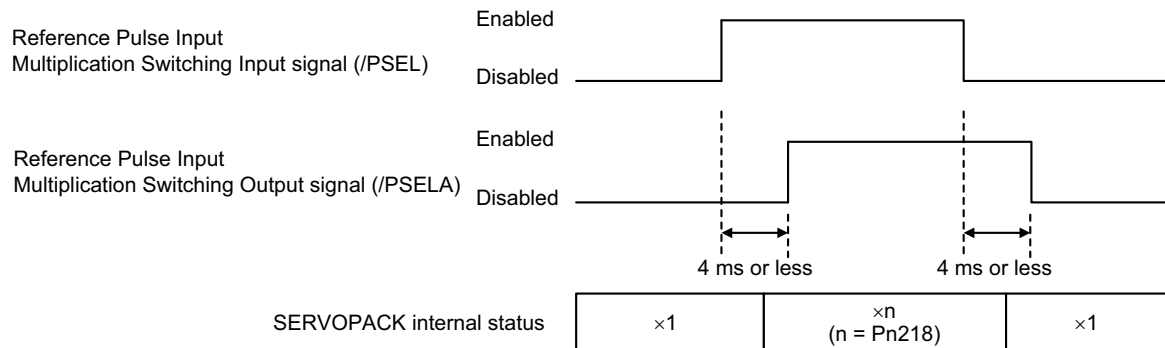 Enabled
Reference Pulse Input
Multiplication Switching Input signal (/PSEL)
Disabled
Enabled
Reference Pulse Input
Multiplication Switching Output signal (/PSELA)
Disabled
4 ms or less
4 ms or less
SERVOPACK internal status
×1
×n
(n = Pn218)
×1